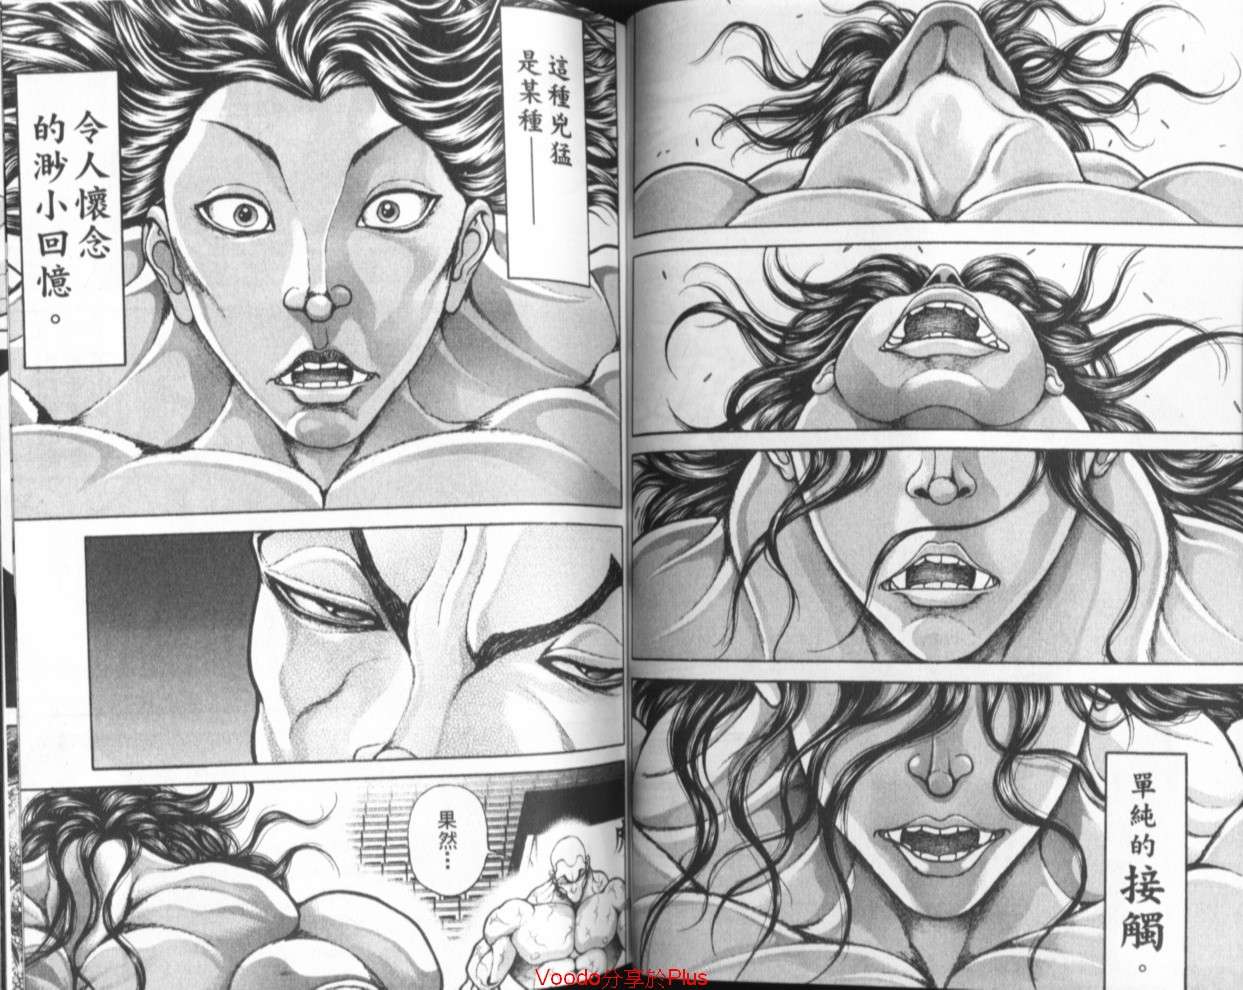 單純的接觸。
這種兇猛
是某種——
令人懷念
的渺小回憶。
果然…
Voodo分享於Plus